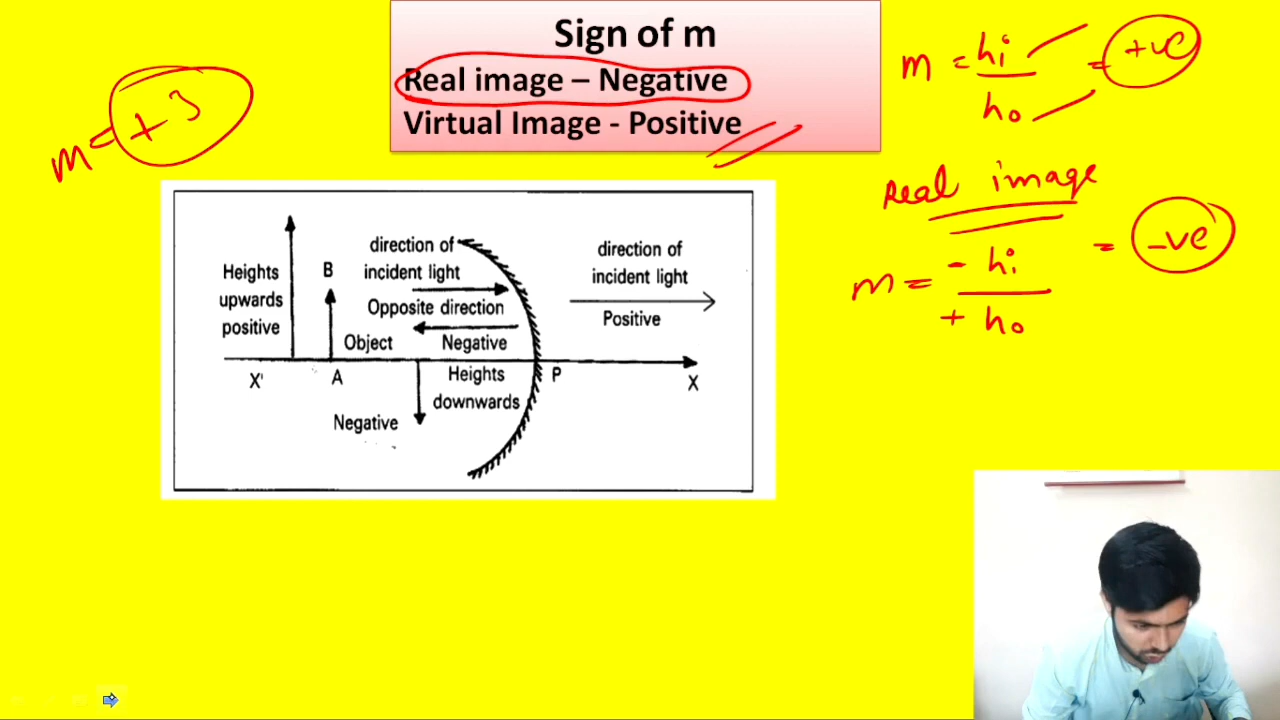 Sign of m
Real image – Negative
Virtual Image - Positive
m = +3
m = hi / ho = +ve
Real image
m = - hi / + ho = -ve
Heights
upwards
positive
B
direction of
incident light
Opposite direction
Object
Negative
direction of
incident light
Positive
X'
A
Heights
downwards
P
X
Negative